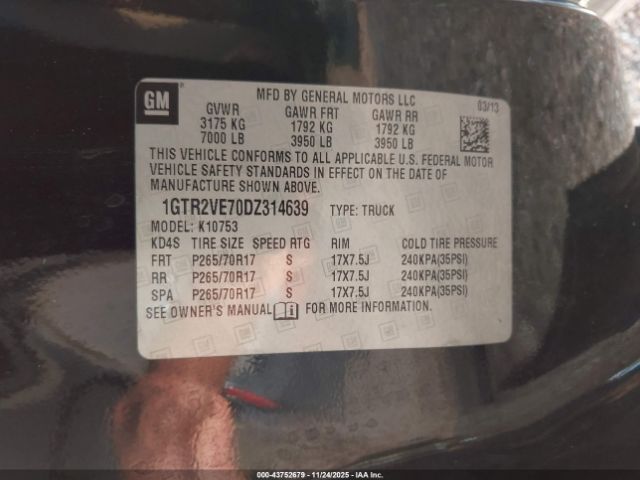 GM
MFD BY GENERAL MOTORS LLC 03/13
GVWR GAWR FRT GAWR RR
3175 KG 1792 KG 1792 KG
7000 LB 3950 LB 3950 LB
THIS VEHICLE CONFORMS TO ALL APPLICABLE U.S. FEDERAL MOTOR
VEHICLE SAFETY STANDARDS IN EFFECT ON THE DATE OF
MANUFACTURE SHOWN ABOVE.
1GTR2VE70DZ314639 TYPE: TRUCK
MODEL: K10753
KD4S TIRE SIZE SPEED RTG RIM COLD TIRE PRESSURE
FRT P265/70R17 S 17X7.5J 240KPA(35PSI)
RR P265/70R17 S 17X7.5J 240KPA(35PSI)
SPA P265/70R17 S 17X7.5J 240KPA(35PSI)
SEE OWNER'S MANUAL i FOR MORE INFORMATION.
000-43752679 11/24/2025 IAA Inc.